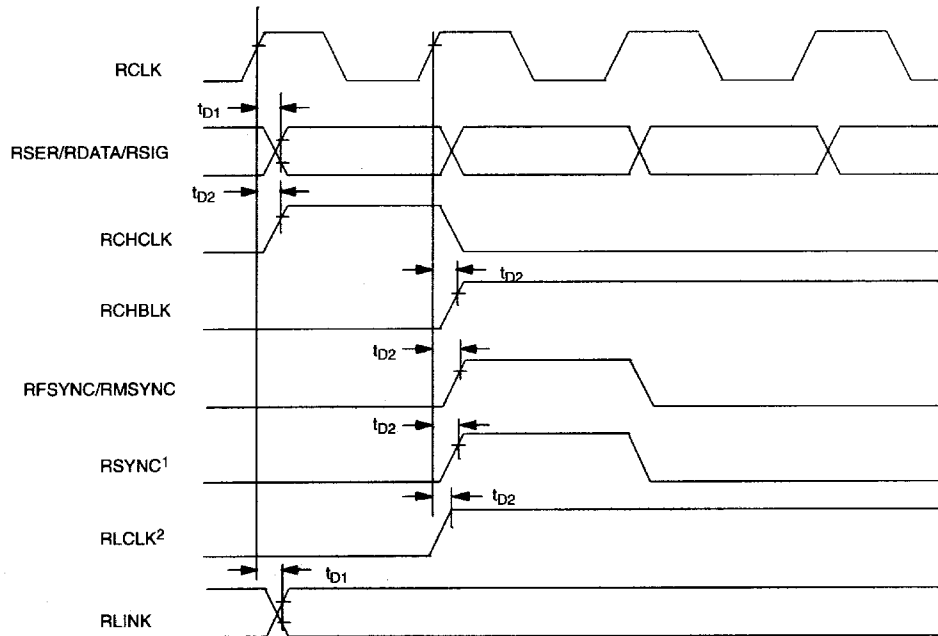 RCLK
tD1
RSER/RDATA/RSIG
tD2
RCHCLK
tD2
RCHBLK
tD2
RFSYNC/RMSYNC
tD2
RSYNC1
tD2
RLCLK2
tD1
RLINK